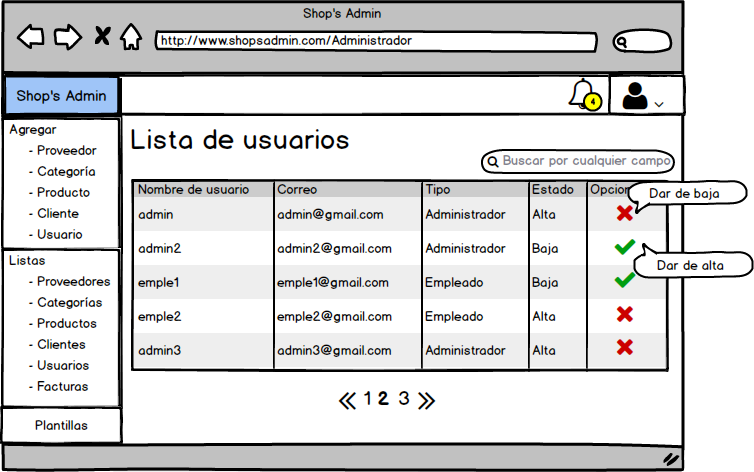 Shop's Admin
http://www.shopsadmin.com/Administrador
Shop's Admin
4
Agregar
- Proveedor
- Categoría
- Producto
- Cliente
- Usuario
Listas
- Proveedores
- Categorías
- Productos
- Clientes
- Usuarios
- Facturas
Plantillas
Lista de usuarios
Buscar por cualquier campo
Nombre de usuario Correo Tipo Estado Opcion
admin admin@gmail.com Administrador Alta
admin2 admin2@gmail.com Administrador Baja
emple1 emple1@gmail.com Empleado Baja
emple2 emple2@gmail.com Empleado Alta
admin3 admin3@gmail.com Administrador Alta
Dar de baja
Dar de alta
1 2 3